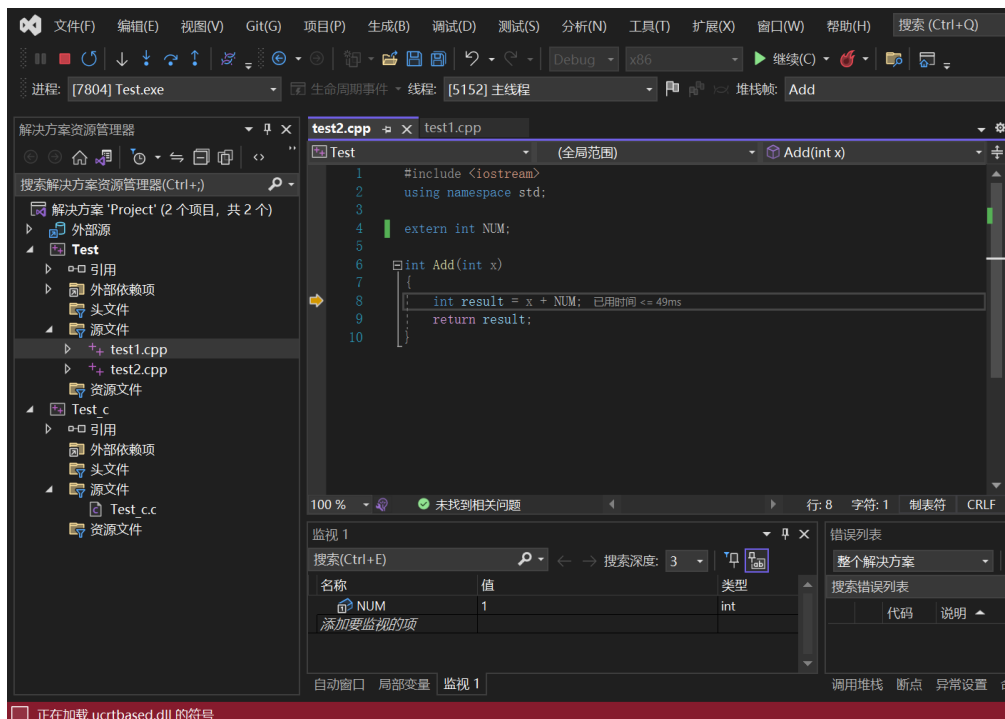 文件(F) 编辑(E) 视图(V) Git(G) 项目(P) 生成(B) 调试(D) 测试(S) 分析(N) 工具(T) 扩展(X) 窗口(W) 帮助(H) 搜索 (Ctrl+Q)
Debug x86 继续(C)
进程: [7804] Test.exe 生命周期事件 线程: [5152] 主线程 堆栈帧: Add
解决方案资源管理器
搜索解决方案资源管理器(Ctrl+;)
解决方案 'Project' (2 个项目，共 2 个)
外部源
Test
引用
外部依赖项
头文件
源文件
test1.cpp
test2.cpp
资源文件
Test_c
引用
外部依赖项
头文件
源文件
Test_c.c
资源文件
test2.cpp test1.cpp
Test (全局范围) Add(int x)
1 #include <iostream>
2 using namespace std;
3
4 extern int NUM;
5
6 int Add(int x)
7 {
8 int result = x + NUM; 已用时间 <= 49ms
9 return result;
10 }
100 % 未找到相关问题 行: 8 字符: 1 制表符 CRLF
监视 1
搜索(Ctrl+E) 搜索深度: 3
名称 值 类型
NUM 1 int
添加要监视的项
自动窗口 局部变量 监视 1
错误列表
整个解决方案
搜索错误列表
代码 说明
调用堆栈 断点 异常设置
正在加载 ucrtbased.dll 的符号